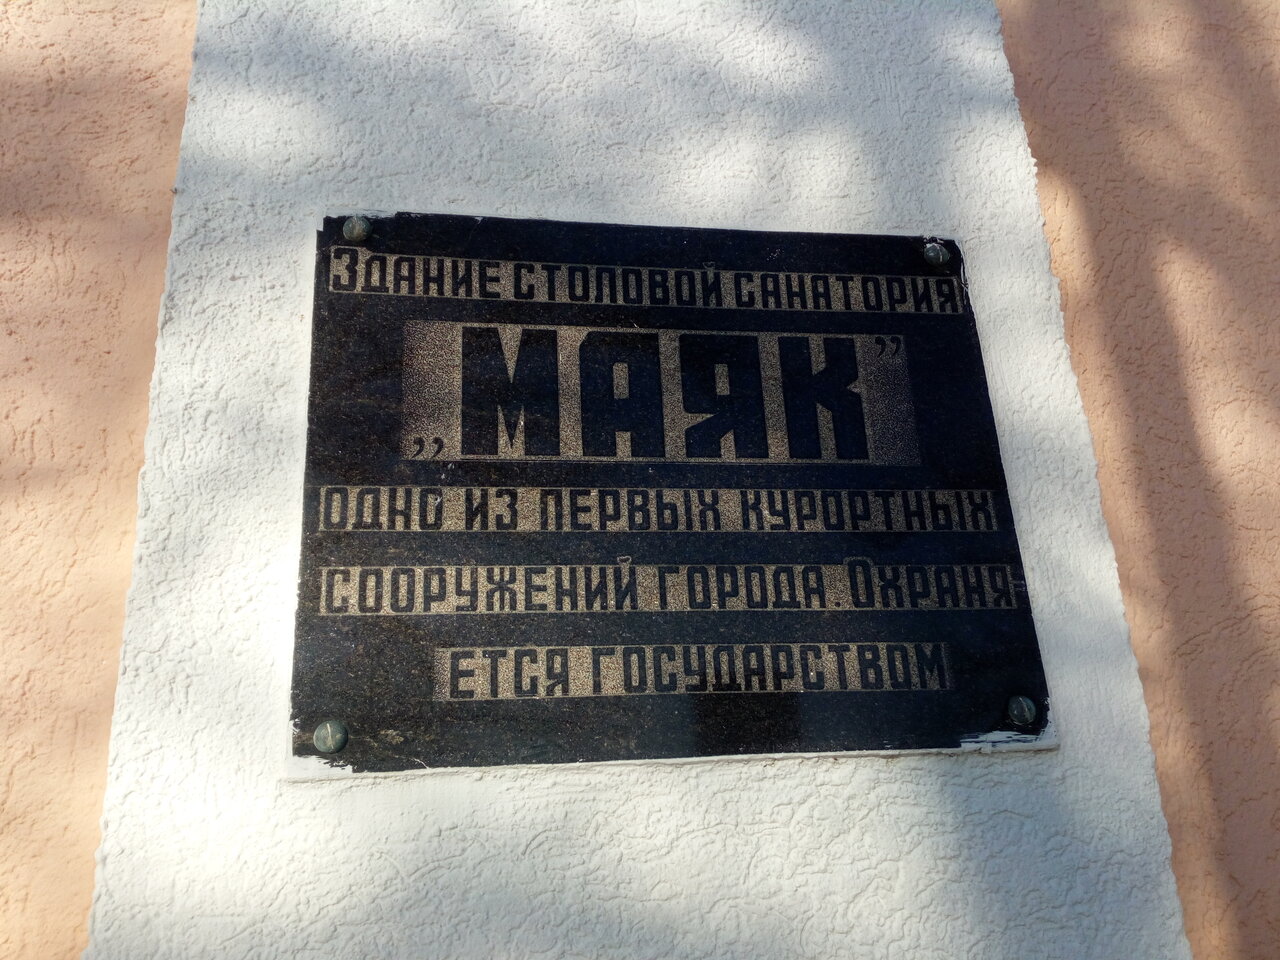 Здание столовой санатория
„Маяк”
одно из первых курортных
сооружений города. Охраня-
ется государством